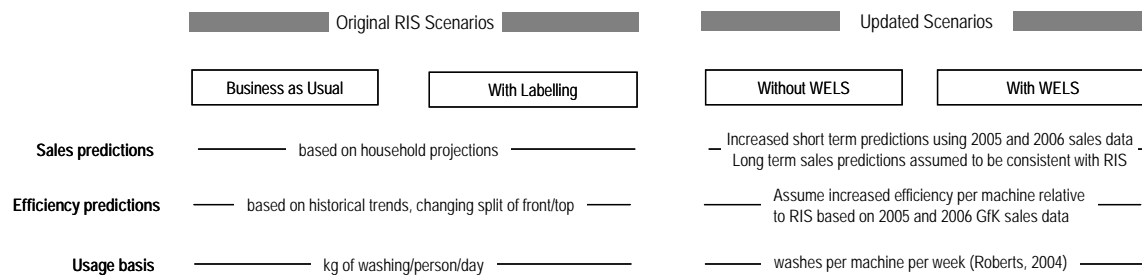 Original RIS Scenarios
Updated Scenarios
Business as Usual
With Labelling
Without WELS
With WELS
Sales predictions
based on household projections
Increased short term predictions using 2005 and 2006 sales data
Long term sales predictions assumed to be consistent with RIS
Efficiency predictions
based on historical trends, changing split of front/top
Assume increased efficiency per machine relative
to RIS based on 2005 and 2006 GfK sales data
Usage basis
kg of washing/person/day
washes per machine per week (Roberts, 2004)